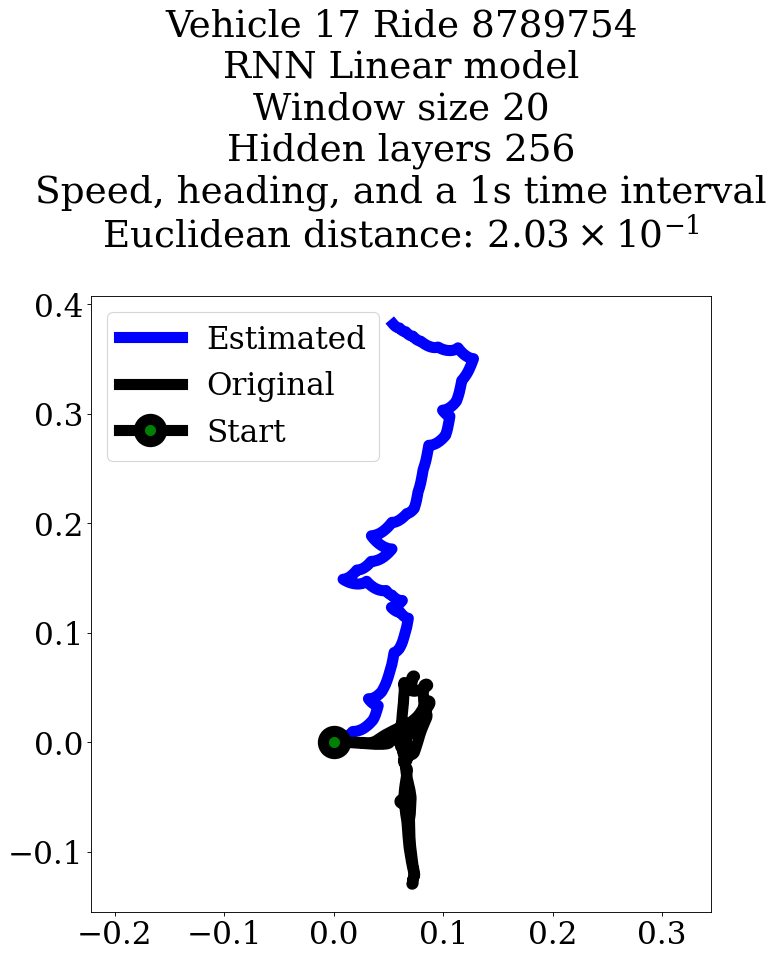 Vehicle 17 Ride 8789754
RNN Linear model
Window size 20
Hidden layers 256
Speed, heading, and a 1s time interval
Euclidean distance: 2.03 × 10⁻¹
Estimated
Original
Start
0.4
0.3
0.2
0.1
0.0
−0.1
−0.2 −0.1 0.0 0.1 0.2 0.3